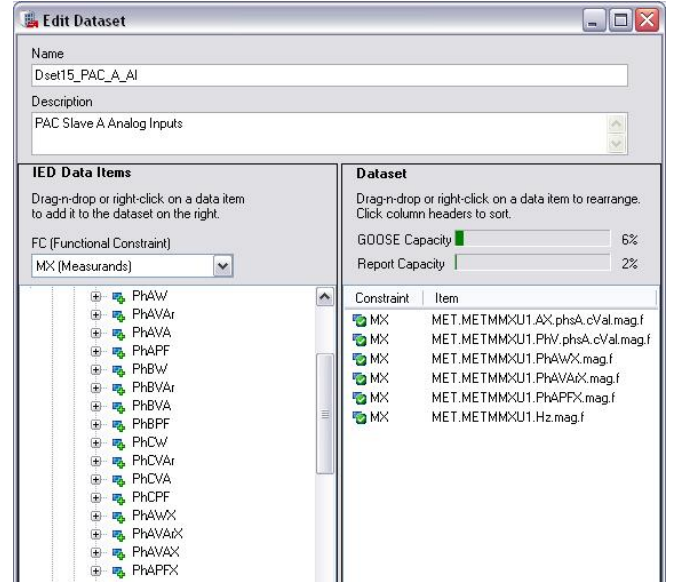 Edit Dataset
Name
Dset15_PAC_A_AI
Description
PAC Slave A Analog Inputs
IED Data Items
Drag-n-drop or right-click on a data item
to add it to the dataset on the right.
FC (Functional Constraint)
MX (Measurands)
PhAW
PhAVAr
PhAVA
PhAPF
PhBW
PhBVAr
PhBVA
PhBPF
PhCW
PhCVAr
PhCVA
PhCPF
PhAWX
PhAVArX
PhAVAX
PhAPFX
Dataset
Drag-n-drop or right-click on a data item to rearrange.
Click column headers to sort.
GOOSE Capacity 6%
Report Capacity 2%
Constraint Item
MX MET.METMMXU1.AX.phsA.cVal.mag.f
MX MET.METMMXU1.PhV.phsA.cVal.mag.f
MX MET.METMMXU1.PhAWX.mag.f
MX MET.METMMXU1.PhAVArX.mag.f
MX MET.METMMXU1.PhAPFX.mag.f
MX MET.METMMXU1.Hz.mag.f